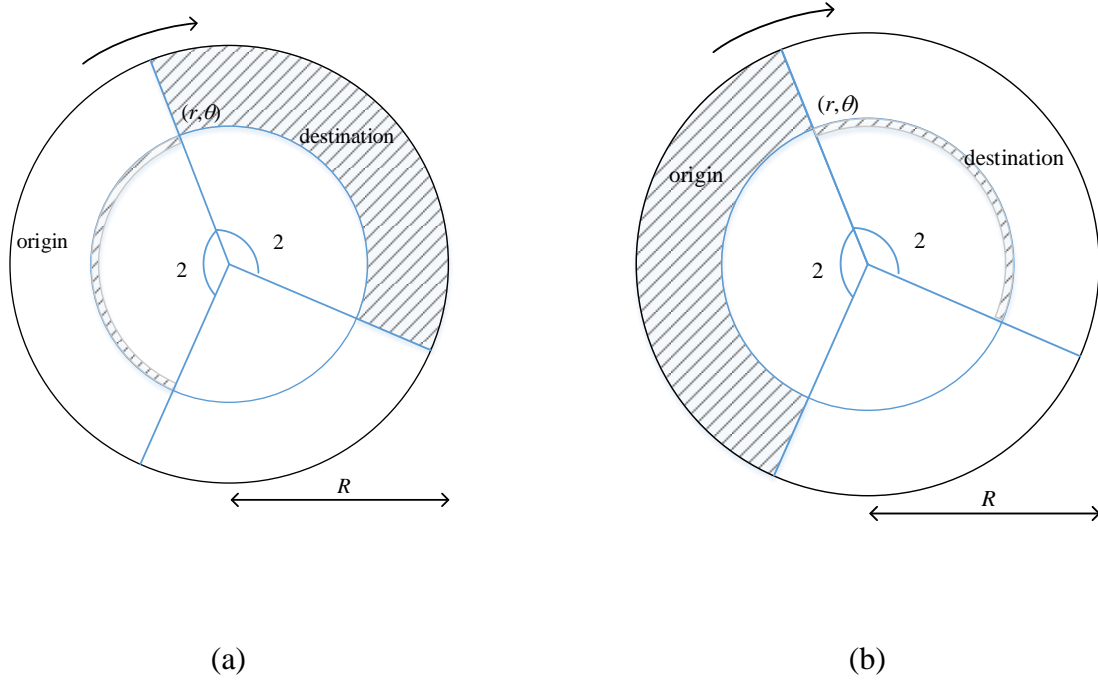 (r,θ)
destination
origin
2
2
R
(a)
(r,θ)
destination
origin
2
2
R
(b)